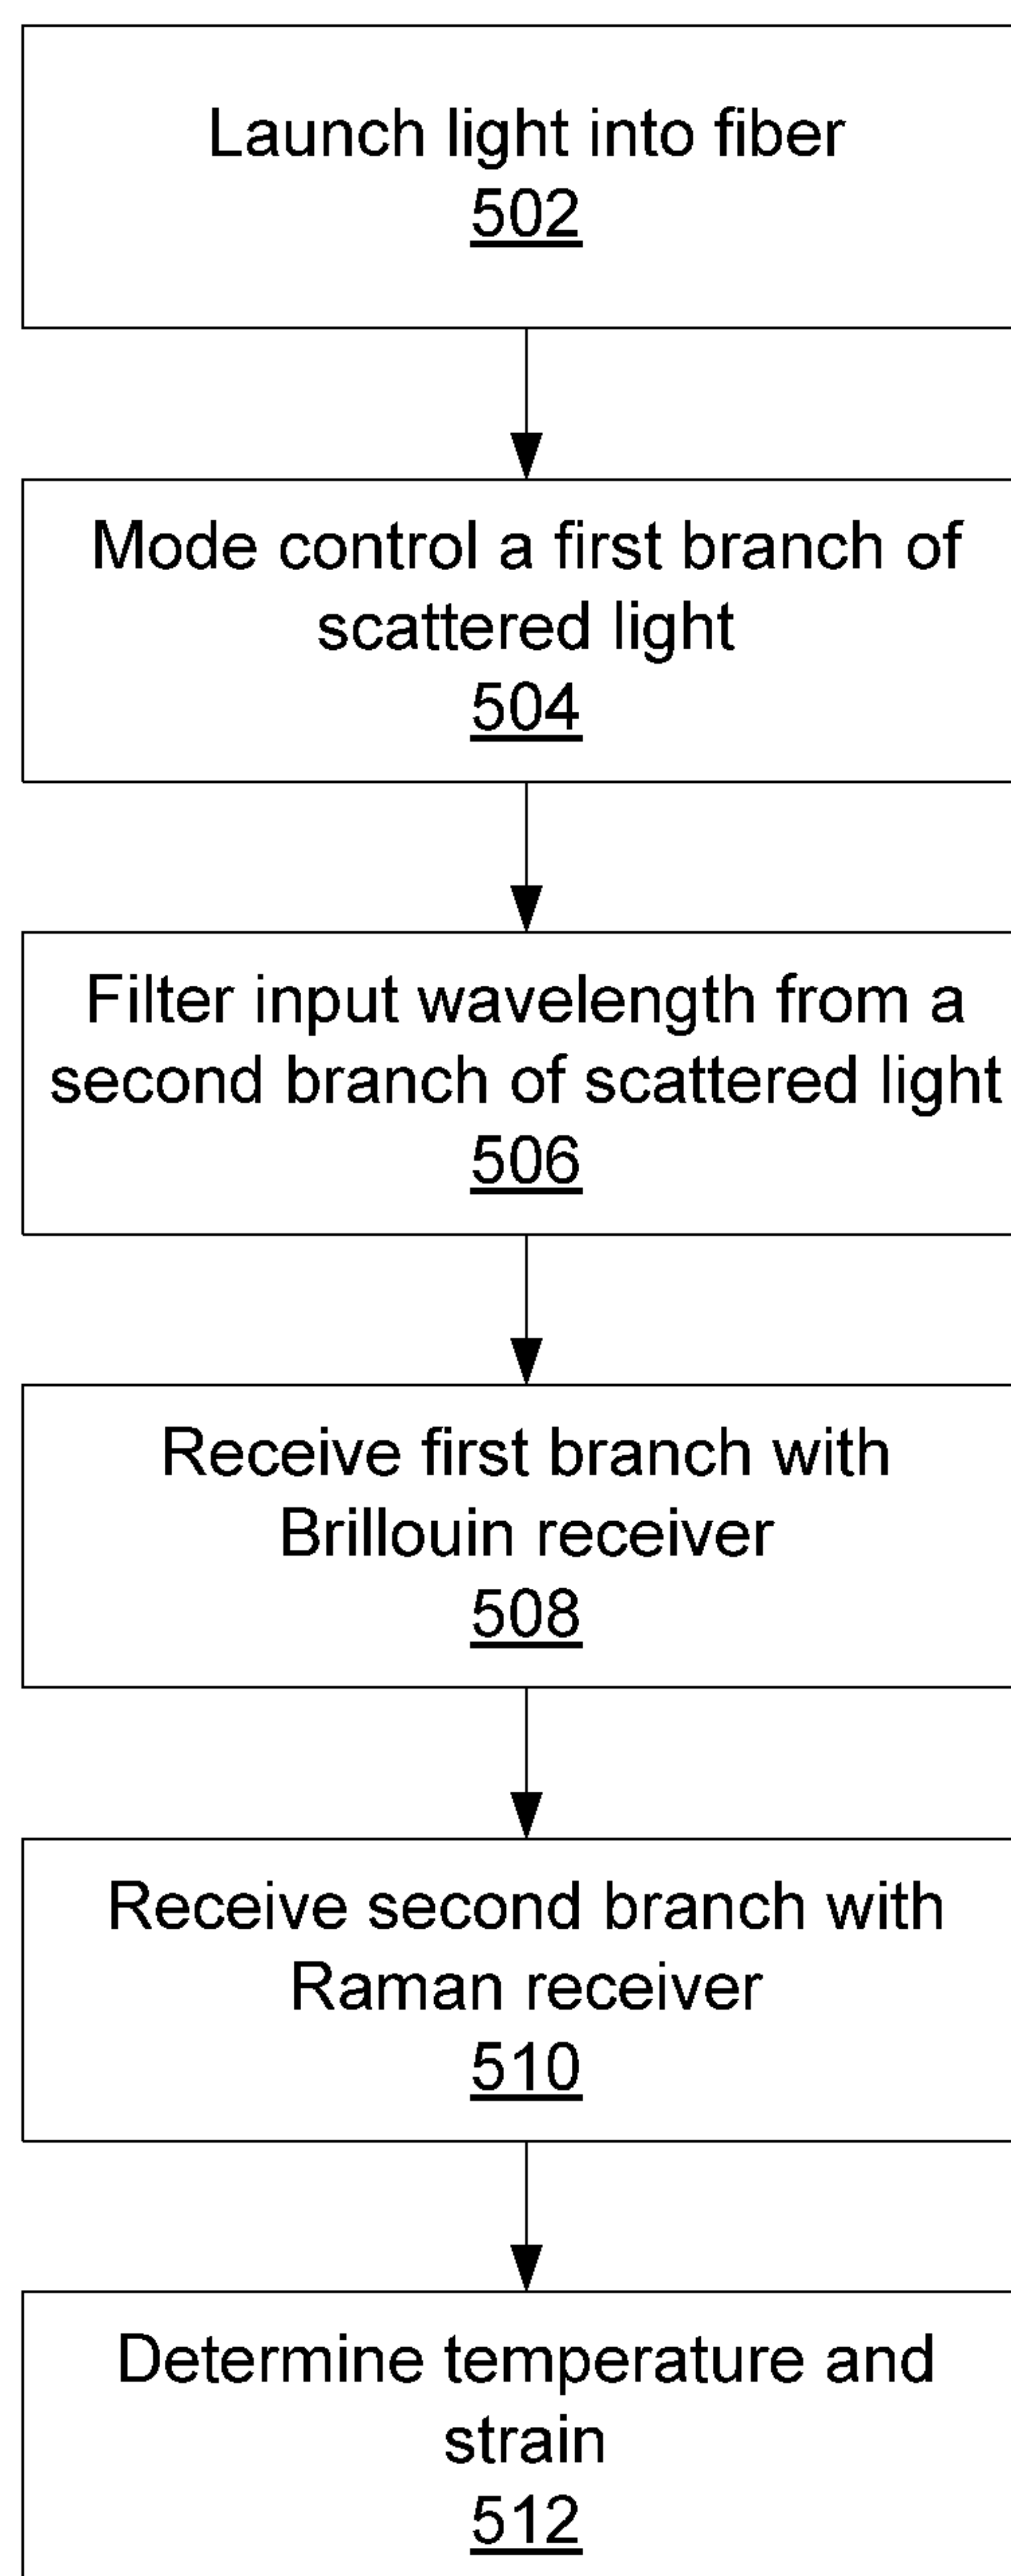 Launch light into fiber
502
Mode control a first branch of
scattered light
504
Filter input wavelength from a
second branch of scattered light
506
Receive first branch with
Brillouin receiver
508
Receive second branch with
Raman receiver
510
Determine temperature and
strain
512